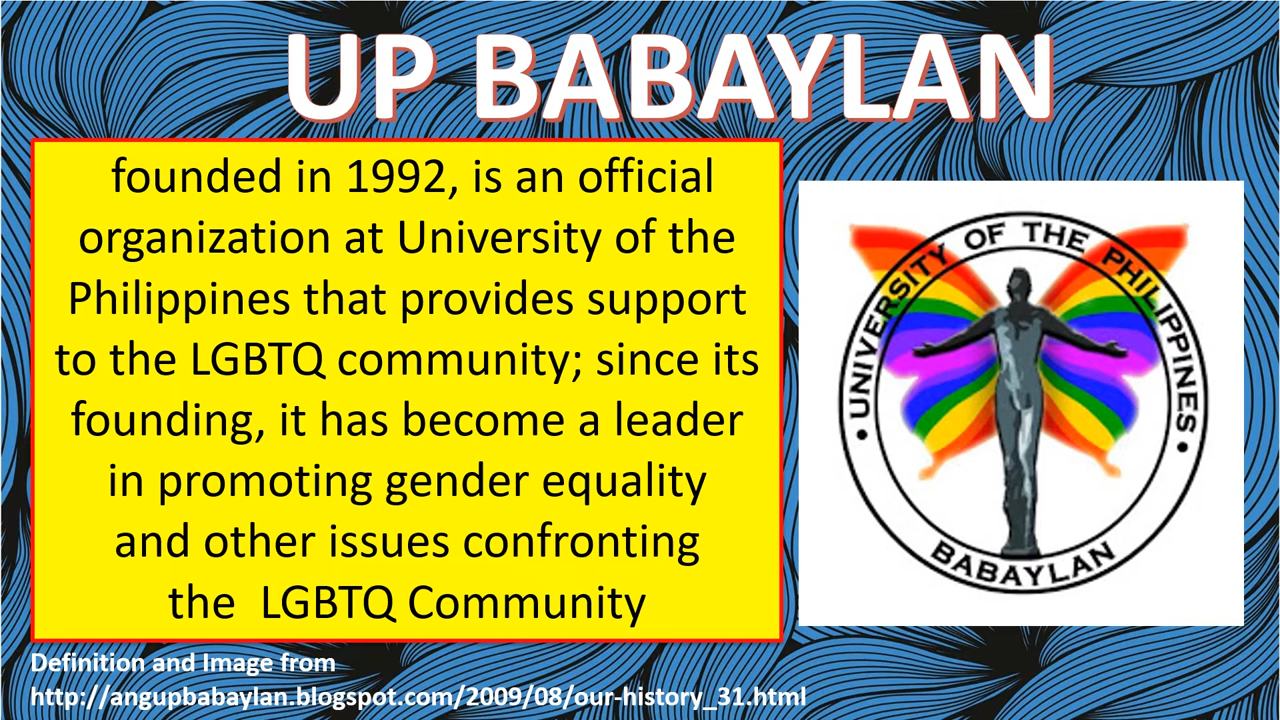 UP BABAYLAN
founded in 1992, is an official
organization at University of the
Philippines that provides support
to the LGBTQ community; since its
founding, it has become a leader
in promoting gender equality
and other issues confronting
the  LGBTQ Community
• UNIVERSITY OF THE PHILIPPINES •
BABAYLAN
Definition and Image from
http://angupbabaylan.blogspot.com/2009/08/our-history_31.html